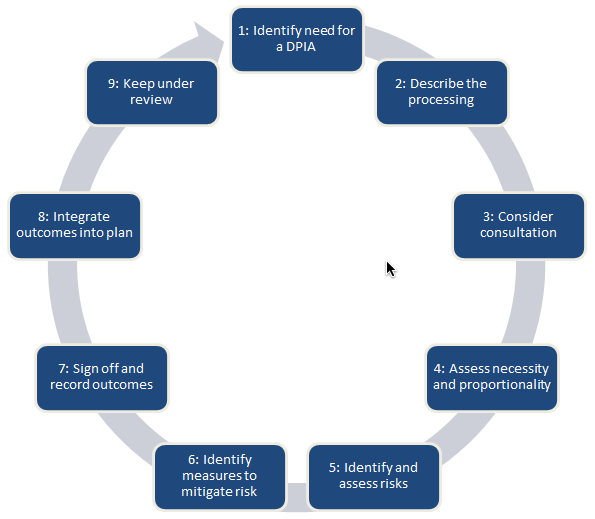 1: Identify need for
a DPIA
2: Describe the
processing
3: Consider
consultation
4: Assess necessity
and proportionality
5: Identify and
assess risks
6: Identify
measures to
mitigate risk
7: Sign off and
record outcomes
8: Integrate
outcomes into plan
9: Keep under
review